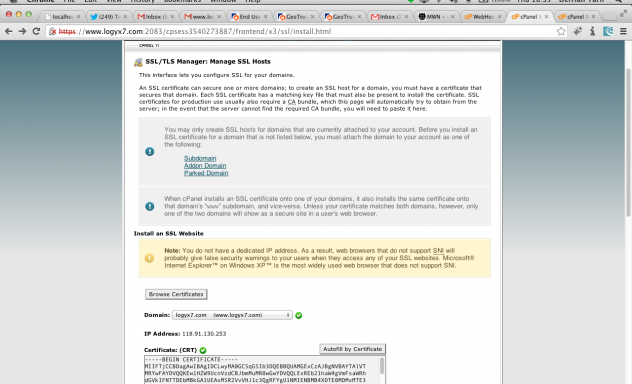 Chrome File Edit View History Bookmarks Window Help
localho (249) Tw Inbox (1 www.lo End Use GeoTrus GeoTrus Inbox (2 MWN - WebHos cPanel cPanel
https://www.logyx7.com:2083/cpsess3540273887/frontend/x3/ssl/install.html
CPANEL 11
SSL/TLS Manager: Manage SSL Hosts
This interface lets you configure SSL for your domains.
An SSL certificate can secure one or more domains; to create an SSL host for a domain, you must have a certificate that
secures that domain. Each SSL certificate has a matching key file that must also be present to install the certificate. SSL
certificates for production use usually also require a CA bundle, which this page will automatically try to obtain from the
server; in the event that the server cannot find the required CA bundle, you will need to paste it here.
You may only create SSL hosts for domains that are currently attached to your account. Before you install an
SSL certificate for a domain that is not listed below, you must attach the domain to your account as one of
the following:
Subdomain
Addon Domain
Parked Domain
When cPanel installs an SSL certificate onto one of your domains, it also installs the same certificate onto
that domain's "www" subdomain, and vice-versa. Unless your certificate matches both domains, however, only
one of the two domains will show as a secure site in a user's web browser.
Install an SSL Website
Note: You do not have a dedicated IP address. As a result, web browsers that do not support SNI will
probably give false security warnings to your users when they access any of your SSL websites. Microsoft®
Internet Explorer™ on Windows XP™ is the most widely used web browser that does not support SNI.
Browse Certificates
Domain: logyx7.com (www.logyx7.com)
IP Address: 118.91.130.253
Certificate: (CRT) Autofill by Certificate
-----BEGIN CERTIFICATE-----